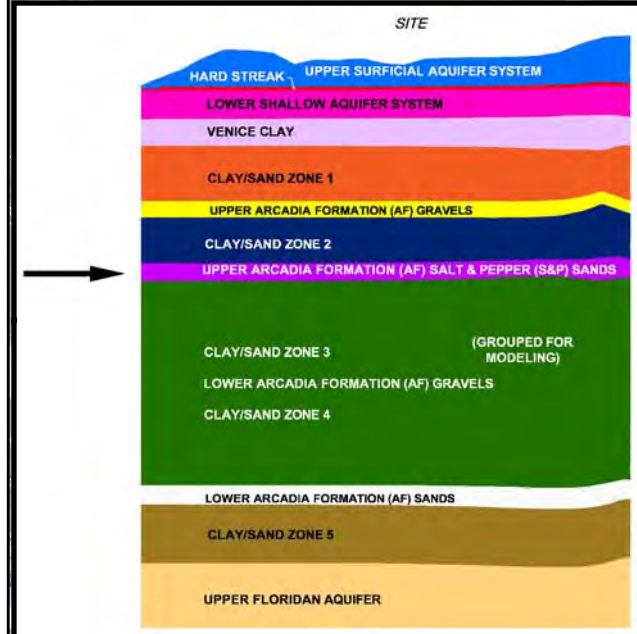 SITE
HARD STREAK
UPPER SURFICIAL AQUIFER SYSTEM
LOWER SHALLOW AQUIFER SYSTEM
VENICE CLAY
CLAY/SAND ZONE 1
UPPER ARCADIA FORMATION (AF) GRAVELS
CLAY/SAND ZONE 2
UPPER ARCADIA FORMATION (AF) SALT & PEPPER (S&P) SANDS
CLAY/SAND ZONE 3
(GROUPED FOR
MODELING)
LOWER ARCADIA FORMATION (AF) GRAVELS
CLAY/SAND ZONE 4
LOWER ARCADIA FORMATION (AF) SANDS
CLAY/SAND ZONE 5
UPPER FLORIDAN AQUIFER